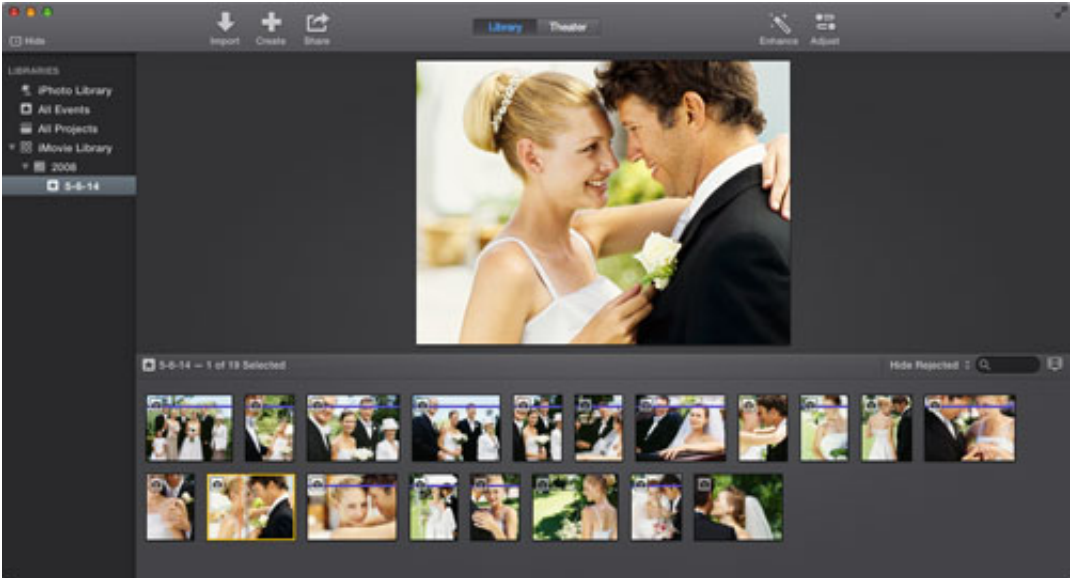 Hide
Import
Create
Share
Library
Theater
Enhance
Adjust
LIBRARIES
iPhoto Library
All Events
All Projects
iMovie Library
2008
5-6-14
5-6-14 — 1 of 19 Selected
Hide Rejected